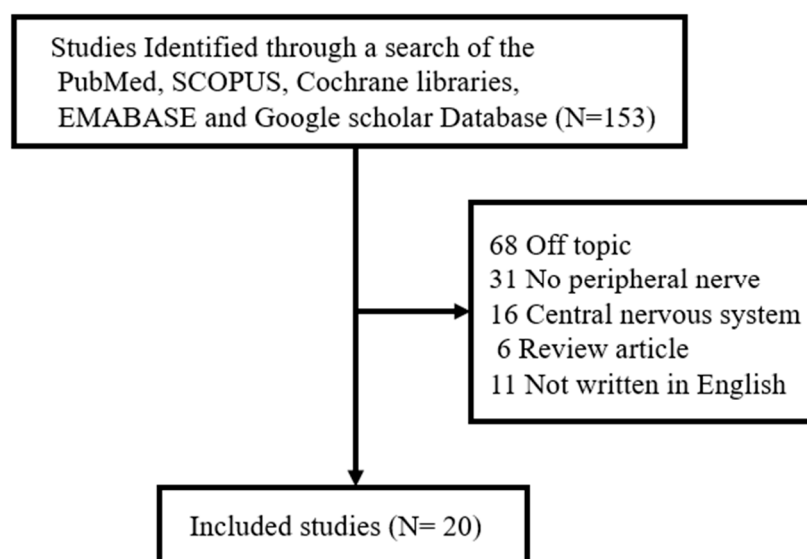 Studies Identified through a search of the
PubMed, SCOPUS, Cochrane libraries,
EMABASE and Google scholar Database (N=153)
68 Off topic
31 No peripheral nerve
16 Central nervous system
6 Review article
11 Not written in English
Included studies (N= 20)